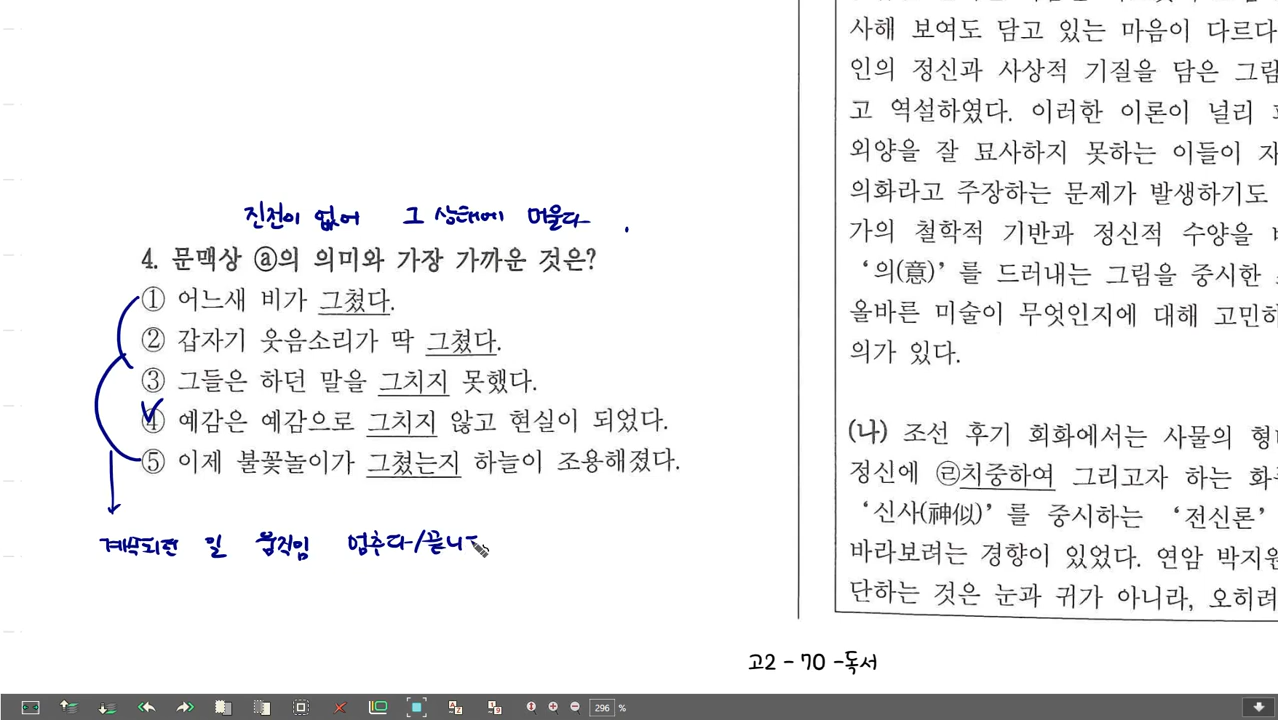 진전이 없어 그 상태에 머물다
4. 문맥상 ⓐ의 의미와 가장 가까운 것은?
① 어느새 비가 그쳤다.
② 갑자기 웃음소리가 딱 그쳤다.
③ 그들은 하던 말을 그치지 못했다.
④ 예감은 예감으로 그치지 않고 현실이 되었다.
⑤ 이제 불꽃놀이가 그쳤는지 하늘이 조용해졌다.
계속되던 일 움직임 멈추다/끝나
사해 보여도 담고 있는 마음이 다르다
인의 정신과 사상적 기질을 담은 그림
고 역설하였다. 이러한 이론이 널리
외양을 잘 묘사하지 못하는 이들이 자
의화라고 주장하는 문제가 발생하기도
가의 철학적 기반과 정신적 수양을
‘의(意)’를 드러내는 그림을 중시한
올바른 미술이 무엇인지에 대해 고민하
의가 있다.
(나) 조선 후기 회화에서는 사물의 형
정신에 ㉣치중하여 그리고자 하는 화
‘신사(神似)’를 중시하는 ‘전신론’
바라보려는 경향이 있었다. 연암 박지원
단하는 것은 눈과 귀가 아니라, 오히려
고2 - 70 -독서
296 %